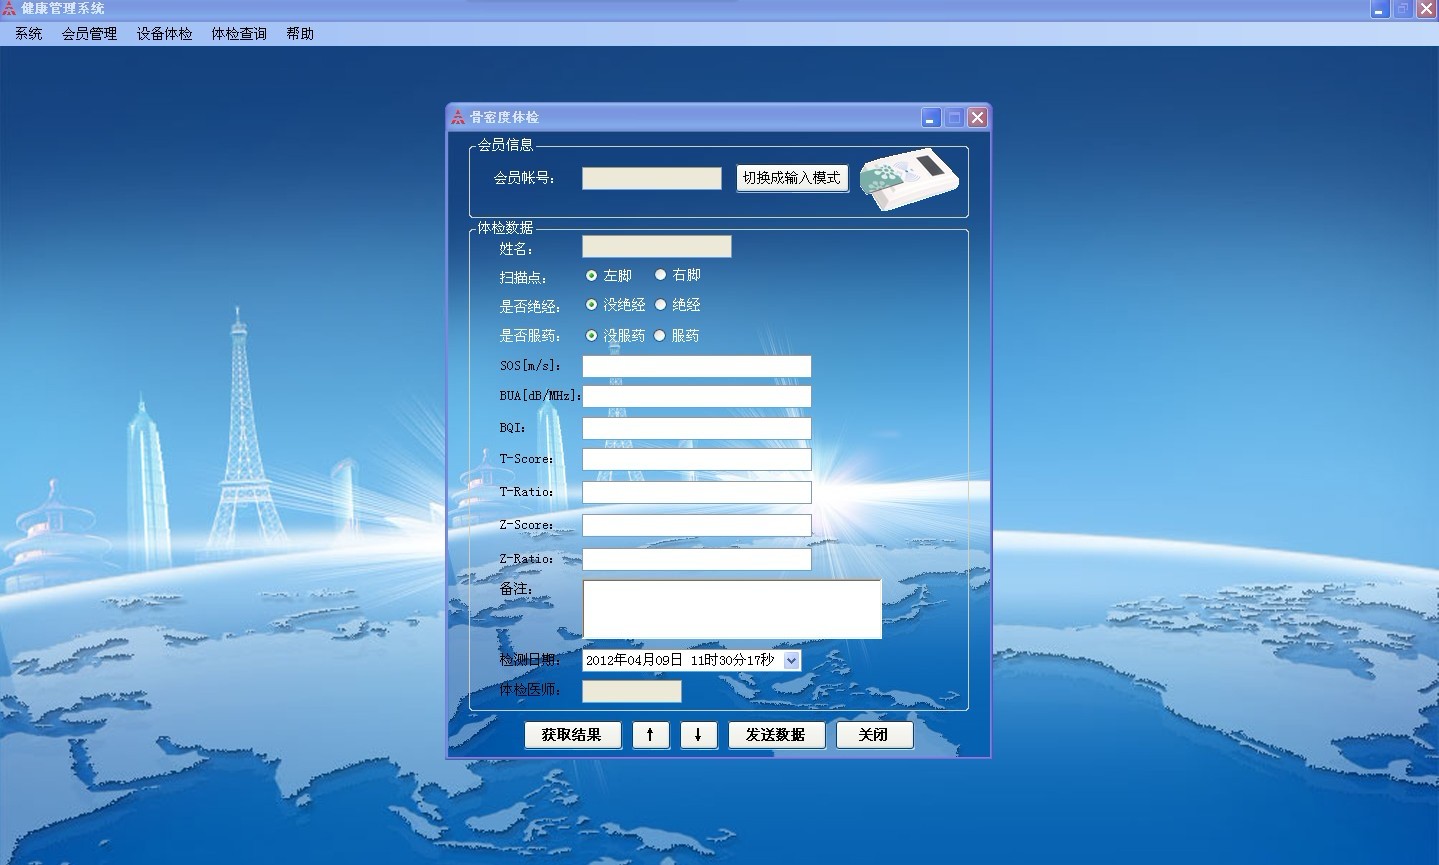 健康管理系统
系统 会员管理 设备体检 体检查询 帮助
骨密度体检
会员信息
会员帐号： 切换成输入模式
体检数据
姓名：
扫描点： 左脚 右脚
是否绝经： 没绝经 绝经
是否服药： 没服药 服药
SOS[m/s]：
BUA[dB/MHz]：
BQI：
T-Score：
T-Ratio：
Z-Score：
Z-Ratio：
备注：
检测日期： 2012年04月09日 11时30分17秒
体检医师：
获取结果 ↑ ↓ 发送数据 关闭